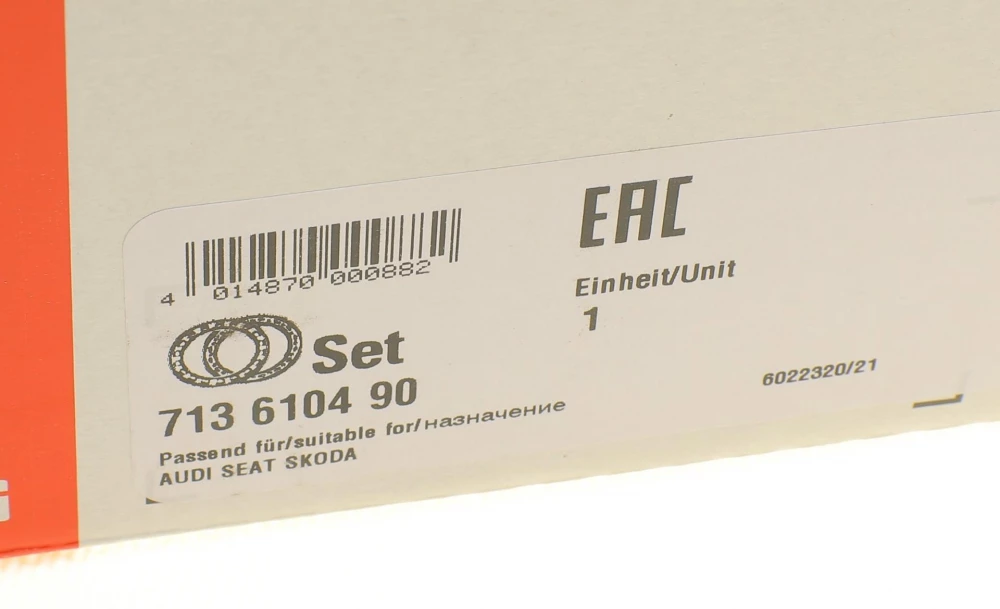 4 014870 000882
EAC
Einheit/Unit
1
Set
713 6104 90
Passend für/suitable for/назначение
AUDI SEAT SKODA
6022320/21
i